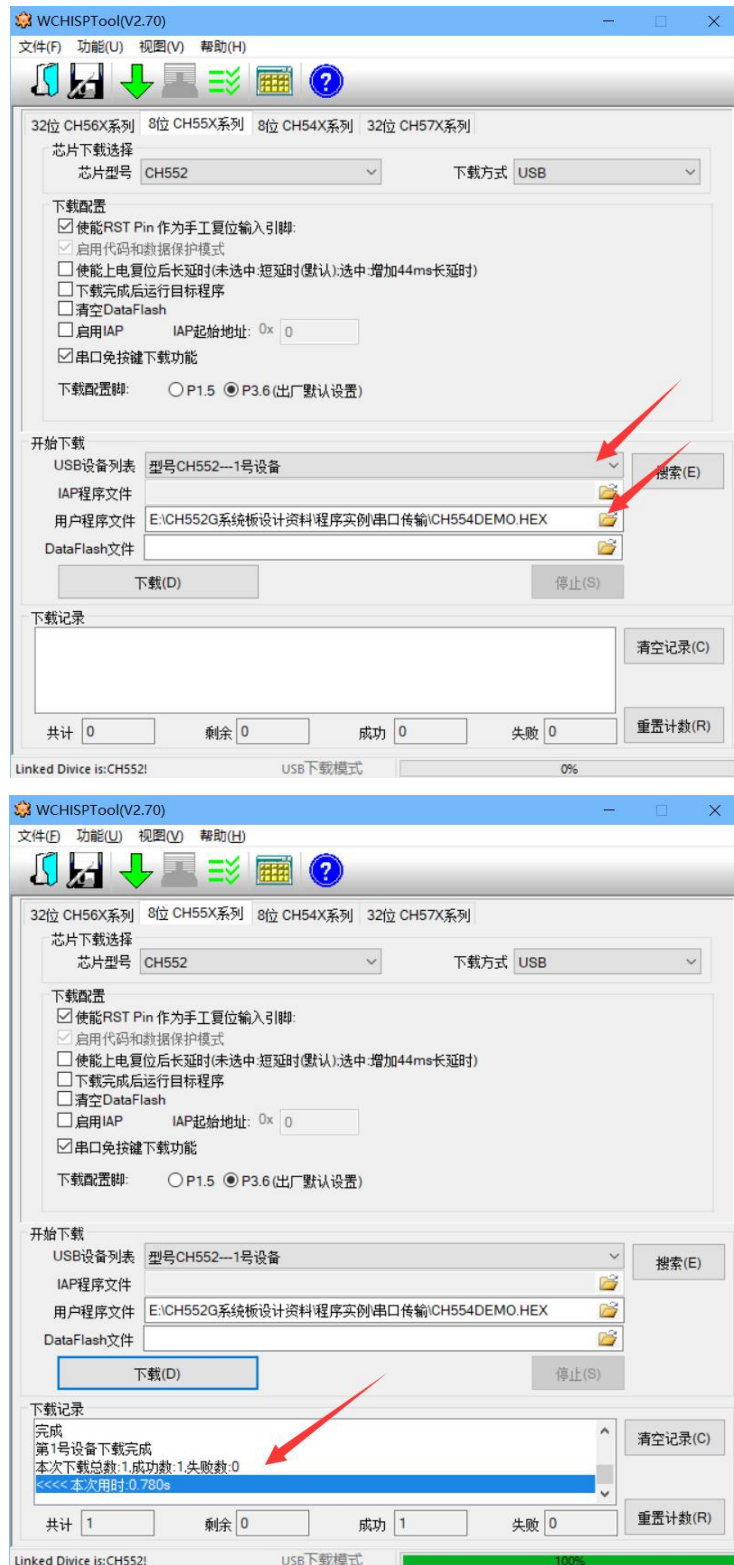 WCHISPTool(V2.70)
文件(F) 功能(U) 视图(V) 帮助(H)
32位 CH56X系列 8位 CH55X系列 8位 CH54X系列 32位 CH57X系列
芯片下载选择
芯片型号 CH552 下载方式 USB
下载配置
使能RST Pin 作为手工复位输入引脚:
启用代码和数据保护模式
使能上电复位后长延时(未选中:短延时(默认);选中:增加44ms长延时)
下载完成后运行目标程序
清空DataFlash
启用IAP IAP起始地址: 0x 0
串口免按键下载功能
下载配置脚: P1.5 P3.6(出厂默认设置)
开始下载
USB设备列表 型号CH552---1号设备 搜索(E)
IAP程序文件
用户程序文件 E:\CH552G系统板设计资料\程序实例\串口传输\CH554DEMO.HEX
DataFlash文件
下载(D) 停止(S)
下载记录
清空记录(C)
共计 0 剩余 0 成功 0 失败 0 重置计数(R)
Linked Divice is:CH552! USB下载模式 0%
WCHISPTool(V2.70)
文件(F) 功能(U) 视图(V) 帮助(H)
32位 CH56X系列 8位 CH55X系列 8位 CH54X系列 32位 CH57X系列
芯片下载选择
芯片型号 CH552 下载方式 USB
下载配置
使能RST Pin 作为手工复位输入引脚:
启用代码和数据保护模式
使能上电复位后长延时(未选中:短延时(默认);选中:增加44ms长延时)
下载完成后运行目标程序
清空DataFlash
启用IAP IAP起始地址: 0x 0
串口免按键下载功能
下载配置脚: P1.5 P3.6(出厂默认设置)
开始下载
USB设备列表 型号CH552---1号设备 搜索(E)
IAP程序文件
用户程序文件 E:\CH552G系统板设计资料\程序实例\串口传输\CH554DEMO.HEX
DataFlash文件
下载(D) 停止(S)
下载记录
完成
第1号设备下载完成
本次下载总数:1,成功数:1,失败数:0
<<<< 本次用时:0.780s
清空记录(C)
共计 1 剩余 0 成功 1 失败 0 重置计数(R)
Linked Divice is:CH552! USB下载模式 100%